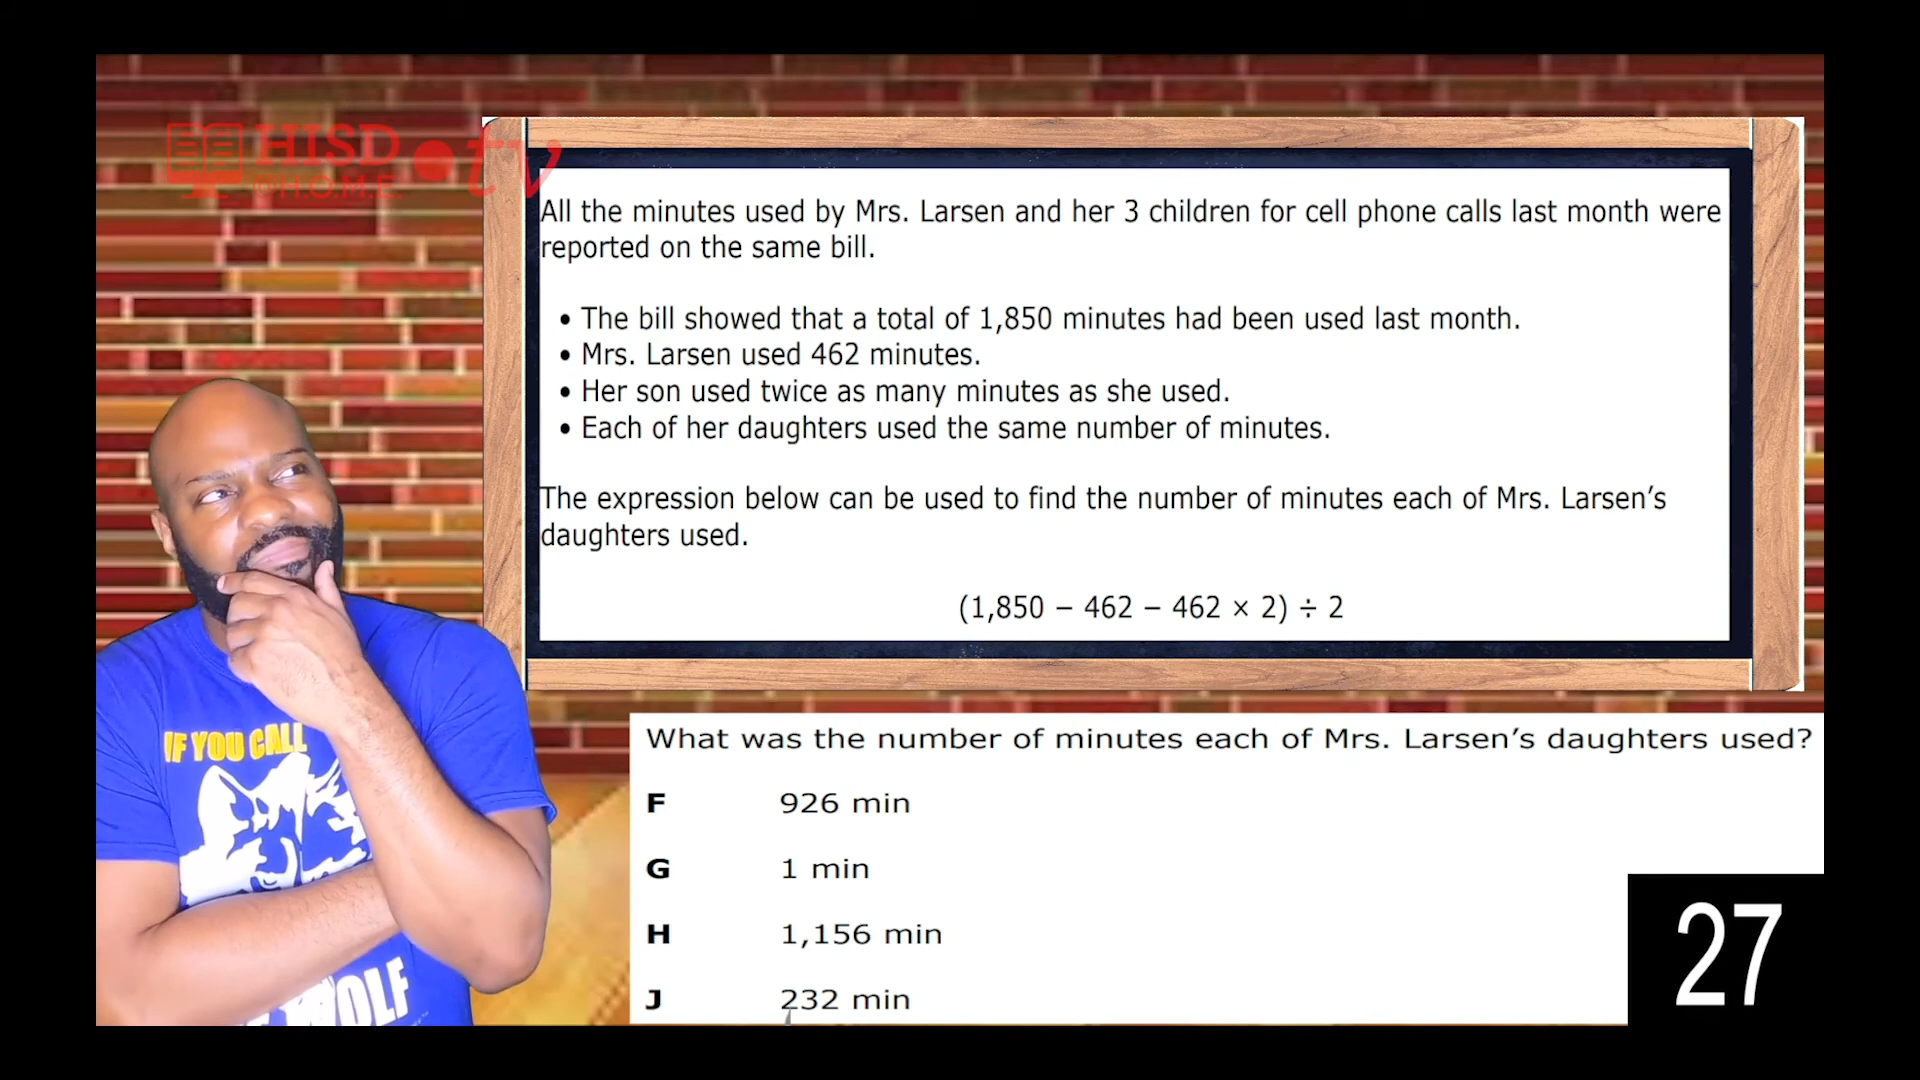 HISD
@H.O.M.E.
tv
All the minutes used by Mrs. Larsen and her 3 children for cell phone calls last month were
reported on the same bill.
• The bill showed that a total of 1,850 minutes had been used last month.
• Mrs. Larsen used 462 minutes.
• Her son used twice as many minutes as she used.
• Each of her daughters used the same number of minutes.
The expression below can be used to find the number of minutes each of Mrs. Larsen’s
daughters used.
(1,850 − 462 − 462 × 2) ÷ 2
IF YOU CALL
WOLF
What was the number of minutes each of Mrs. Larsen’s daughters used?
F 926 min
G 1 min
H 1,156 min
J 232 min
27